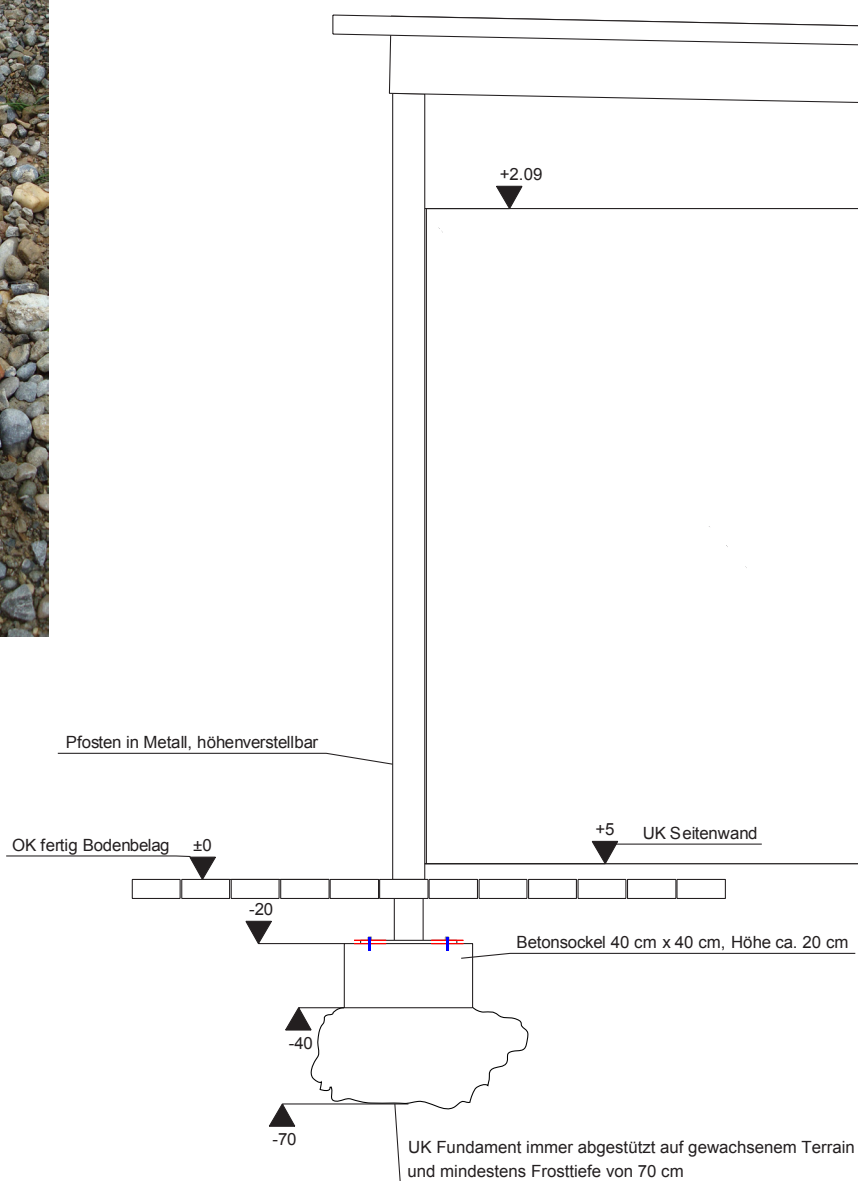 +2.09
Pfosten in Metall, höhenverstellbar
+5 UK Seitenwand
OK fertig Bodenbelag ±0
-20
Betonsockel 40 cm x 40 cm, Höhe ca. 20 cm
-40
-70
UK Fundament immer abgestützt auf gewachsenem Terrain
und mindestens Frosttiefe von 70 cm